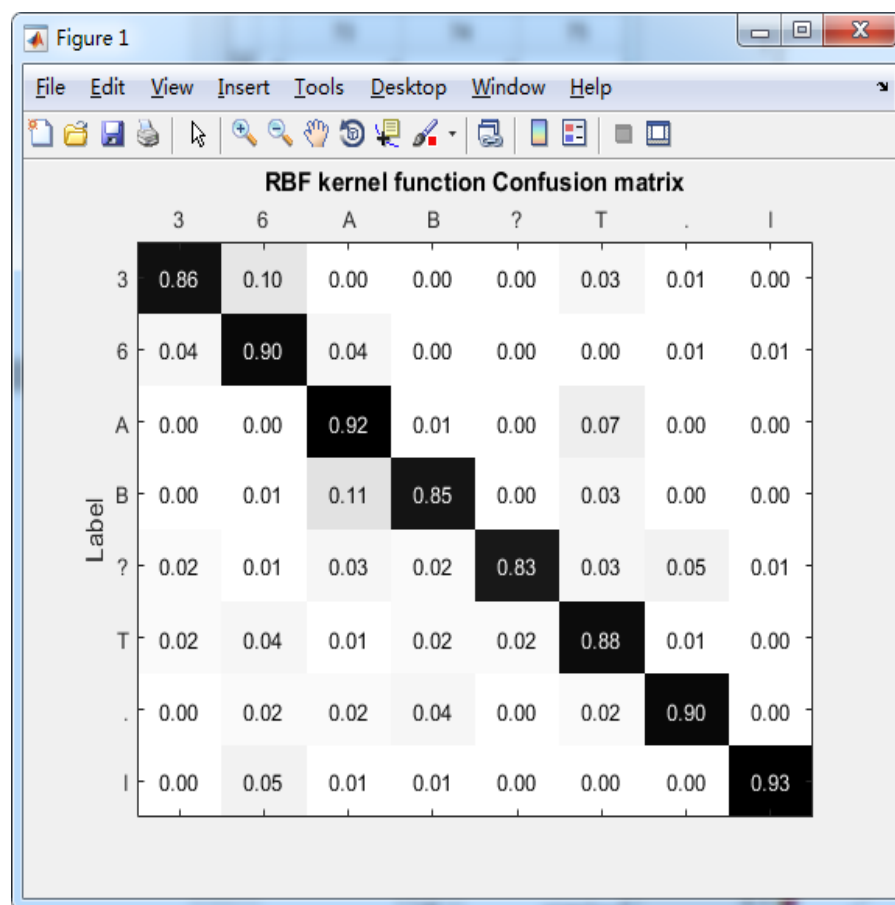 Figure 1
File Edit View Insert Tools Desktop Window Help
RBF kernel function Confusion matrix
3 6 A B ? T . I
3 0.86 0.10 0.00 0.00 0.00 0.03 0.01 0.00
6 0.04 0.90 0.04 0.00 0.00 0.00 0.01 0.01
A 0.00 0.00 0.92 0.01 0.00 0.07 0.00 0.00
B 0.00 0.01 0.11 0.85 0.00 0.03 0.00 0.00
Label
? 0.02 0.01 0.03 0.02 0.83 0.03 0.05 0.01
T 0.02 0.04 0.01 0.02 0.02 0.88 0.01 0.00
. 0.00 0.02 0.02 0.04 0.00 0.02 0.90 0.00
I 0.00 0.05 0.01 0.01 0.00 0.00 0.00 0.93